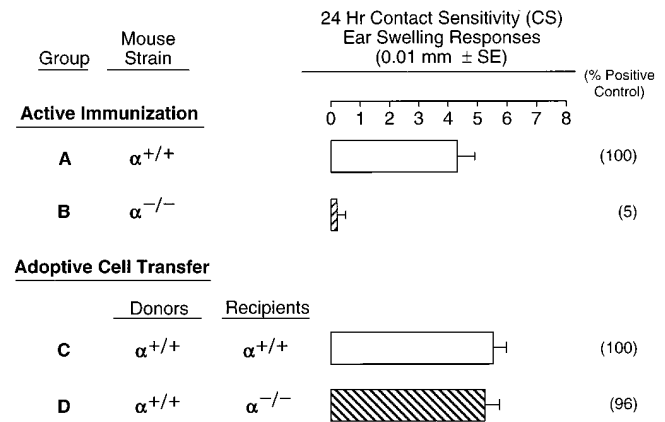 24 Hr Contact Sensitivity (CS)
Ear Swelling Responses
(0.01 mm ± SE)
Group Mouse Strain
(% Positive Control)
0 1 2 3 4 5 6 7 8
Active Immunization
A α+/+ (100)
B α−/− (5)
Adoptive Cell Transfer
Donors Recipients
C α+/+ α+/+ (100)
D α+/+ α−/− (96)